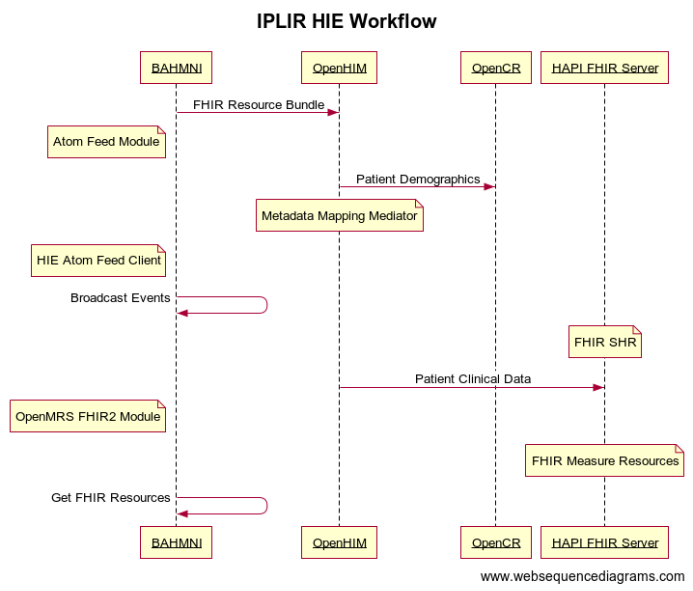 IPLIR HIE Workflow
BAHMNI
OpenHIM
OpenCR
HAPI FHIR Server
FHIR Resource Bundle
Atom Feed Module
Patient Demographics
Metadata Mapping Mediator
HIE Atom Feed Client
Broadcast Events
FHIR SHR
Patient Clinical Data
OpenMRS FHIR2 Module
FHIR Measure Resources
Get FHIR Resources
BAHMNI
OpenHIM
OpenCR
HAPI FHIR Server
www.websequencediagrams.com